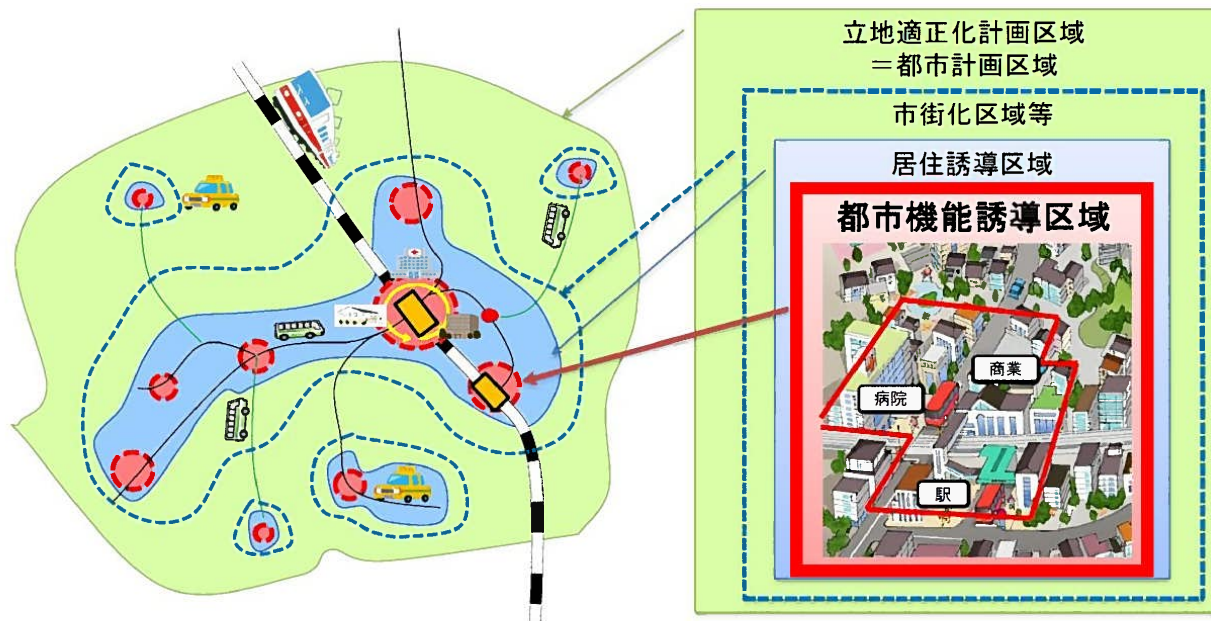 立地適正化計画区域
＝都市計画区域
市街化区域等
居住誘導区域
都市機能誘導区域
商業
病院
駅